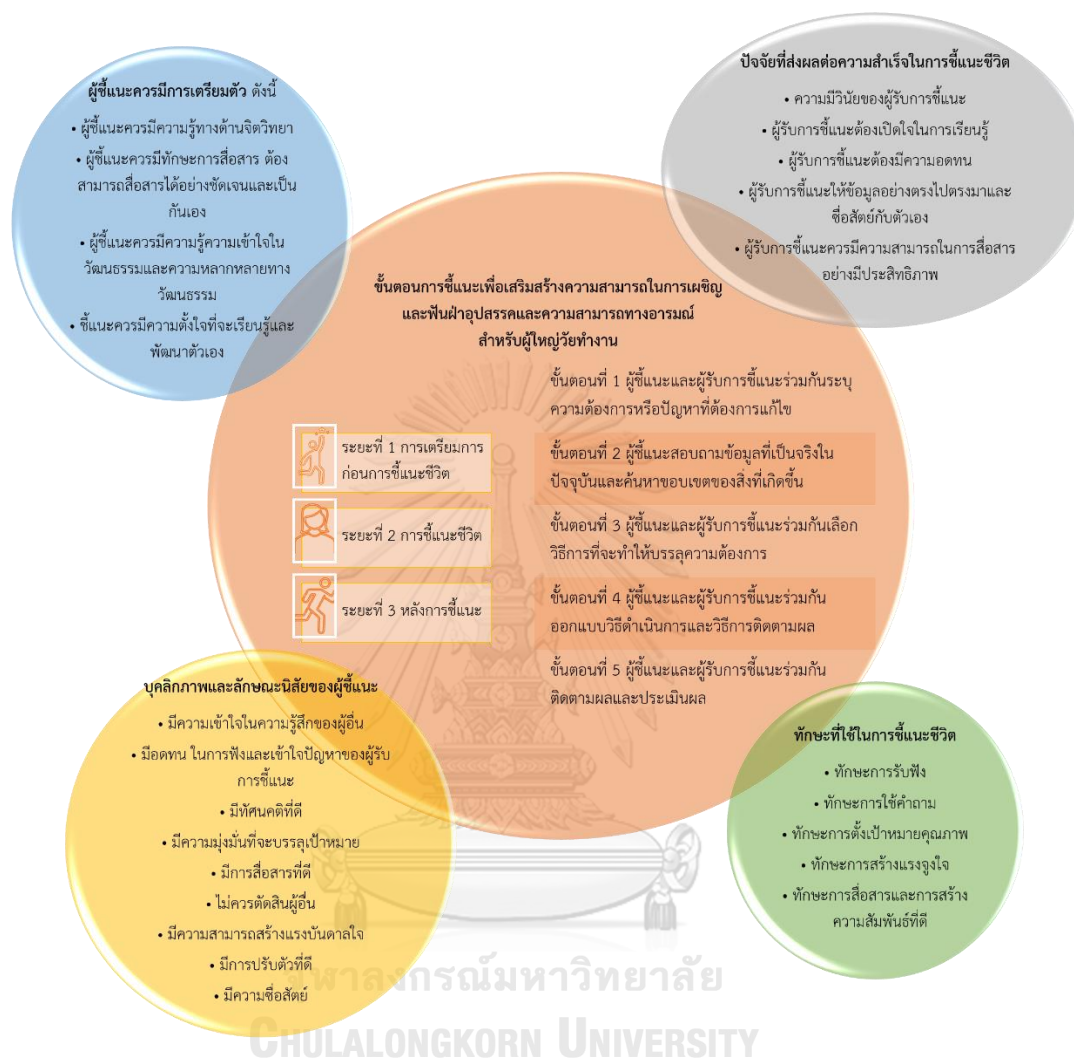 ผู้ชี้แนะควรมีการเตรียมตัว ดังนี้
• ผู้ชี้แนะควรมีความรู้ทางด้านจิตวิทยา
• ผู้ชี้แนะควรมีทักษะการสื่อสาร ต้อง
สามารถสื่อสารได้อย่างชัดเจนและเป็น
กันเอง
• ผู้ชี้แนะควรมีความรู้ความเข้าใจใน
วัฒนธรรมและความหลากหลายทาง
วัฒนธรรม
• ชี้แนะควรมีความตั้งใจที่จะเรียนรู้และ
พัฒนาตัวเอง
ปัจจัยที่ส่งผลต่อความสำเร็จในการชี้แนะชีวิต
• ความมีวินัยของผู้รับการชี้แนะ
• ผู้รับการชี้แนะต้องเปิดใจในการเรียนรู้
• ผู้รับการชี้แนะต้องมีความอดทน
• ผู้รับการชี้แนะให้ข้อมูลอย่างตรงไปตรงมาและ
ซื่อสัตย์กับตัวเอง
• ผู้รับการชี้แนะควรมีความสามารถในการสื่อสาร
อย่างมีประสิทธิภาพ
ขั้นตอนการชี้แนะเพื่อเสริมสร้างความสามารถในการเผชิญ
และฟันฝ่าอุปสรรคและความสามารถทางอารมณ์
สำหรับผู้ใหญ่วัยทำงาน
ระยะที่ 1 การเตรียมการ
ก่อนการชี้แนะชีวิต
ระยะที่ 2 การชี้แนะชีวิต
ระยะที่ 3 หลังการชี้แนะ
ขั้นตอนที่ 1 ผู้ชี้แนะและผู้รับการชี้แนะร่วมกันระบุ
ความต้องการหรือปัญหาที่ต้องการแก้ไข
ขั้นตอนที่ 2 ผู้ชี้แนะสอบถามข้อมูลที่เป็นจริงใน
ปัจจุบันและค้นหาขอบเขตของสิ่งที่เกิดขึ้น
ขั้นตอนที่ 3 ผู้ชี้แนะและผู้รับการชี้แนะร่วมกันเลือก
วิธีการที่จะทำให้บรรลุความต้องการ
ขั้นตอนที่ 4 ผู้ชี้แนะและผู้รับการชี้แนะร่วมกัน
ออกแบบวิธีดำเนินการและวิธีการติดตามผล
ขั้นตอนที่ 5 ผู้ชี้แนะและผู้รับการชี้แนะร่วมกัน
ติดตามผลและประเมินผล
บุคลิกภาพและลักษณะนิสัยของผู้ชี้แนะ
• มีความเข้าใจในความรู้สึกของผู้อื่น
• มีอดทน ในการฟังและเข้าใจปัญหาของผู้รับ
การชี้แนะ
• มีทัศนคติที่ดี
• มีความมุ่งมั่นที่จะบรรลุเป้าหมาย
• มีการสื่อสารที่ดี
• ไม่ควรตัดสินผู้อื่น
• มีความสามารถสร้างแรงบันดาลใจ
• มีการปรับตัวที่ดี
• มีความซื่อสัตย์
ทักษะที่ใช้ในการชี้แนะชีวิต
• ทักษะการรับฟัง
• ทักษะการใช้คำถาม
• ทักษะการตั้งเป้าหมายคุณภาพ
• ทักษะการสร้างแรงจูงใจ
• ทักษะการสื่อสารและการสร้าง
ความสัมพันธ์ที่ดี
จุฬาลงกรณ์มหาวิทยาลัย
CHULALONGKORN UNIVERSITY